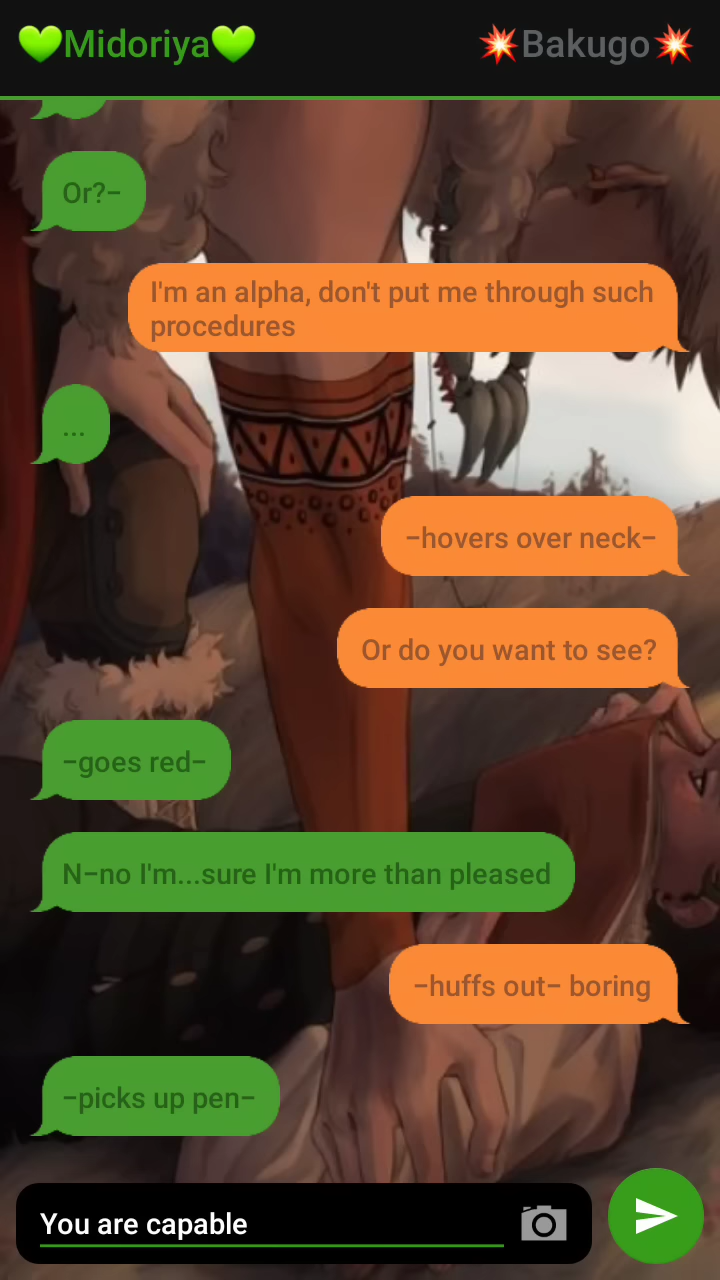 💚Midoriya💚
💥Bakugo💥
Or?–
I'm an alpha, don't put me through such
procedures
...
–hovers over neck–
Or do you want to see?
–goes red–
N–no I'm...sure I'm more than pleased
–huffs out– boring
–picks up pen–
You are capable